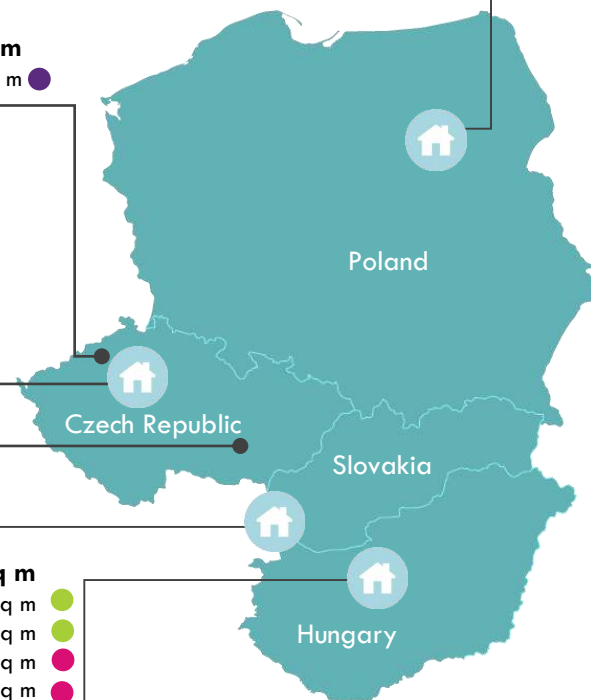 m
m
Poland
Czech Republic
Slovakia
q m
q m
q m
q m
q m
Hungary